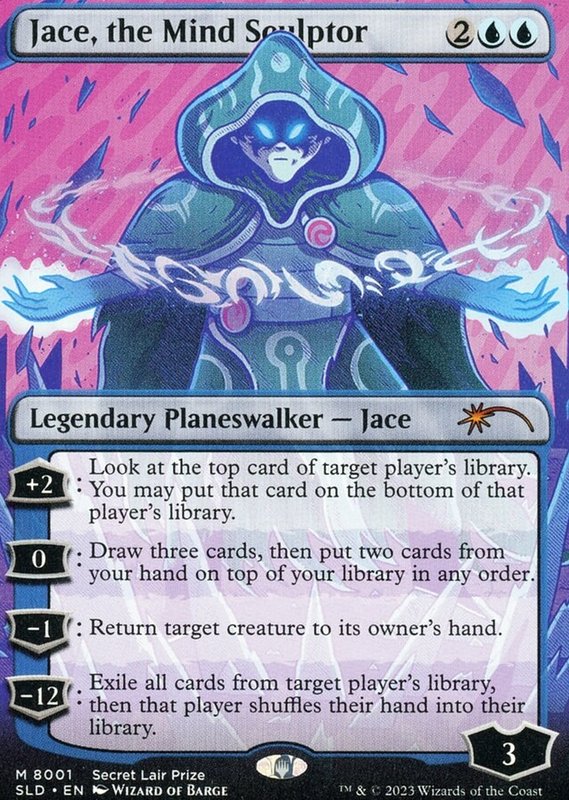 Jace, the Mind Sculptor 2
Legendary Planeswalker — Jace
+2 : Look at the top card of target player's library.
You may put that card on the bottom of that
player's library.
0 : Draw three cards, then put two cards from
your hand on top of your library in any order.
−1 : Return target creature to its owner's hand.
−12 : Exile all cards from target player's library,
then that player shuffles their hand into their
library.
3
M 8001 Secret Lair Prize
SLD • EN Wizard of Barge
™ & © 2023 Wizards of the Coast